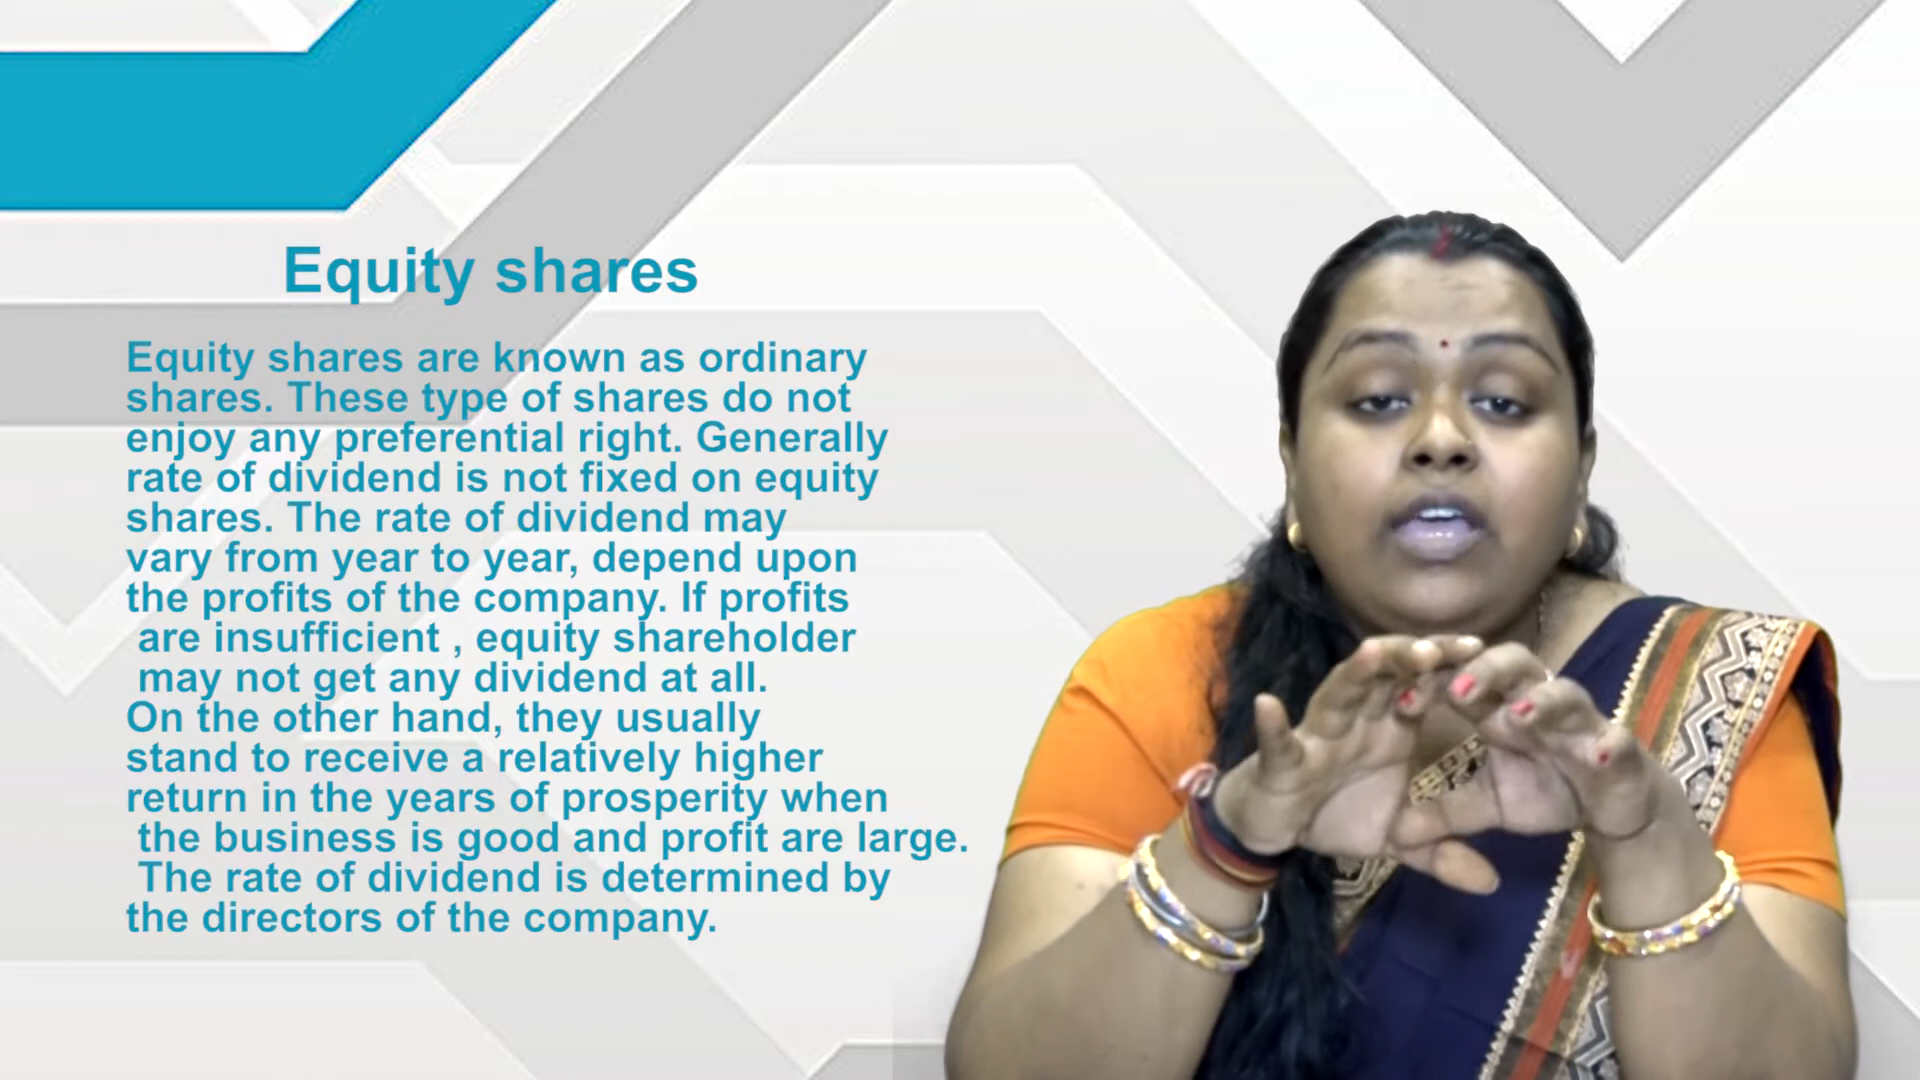 Equity shares
Equity shares are known as ordinary
shares. These type of shares do not
enjoy any preferential right. Generally
rate of dividend is not fixed on equity
shares. The rate of dividend may
vary from year to year, depend upon
the profits of the company. If profits
are insufficient , equity shareholder
may not get any dividend at all.
On the other hand, they usually
stand to receive a relatively higher
return in the years of prosperity when
the business is good and profit are large.
The rate of dividend is determined by
the directors of the company.